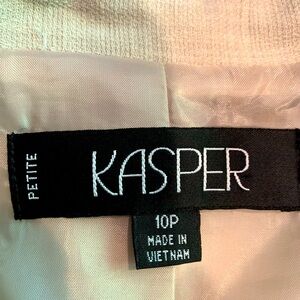 PETITE
KASPER
10P
MADE IN
VIETNAM